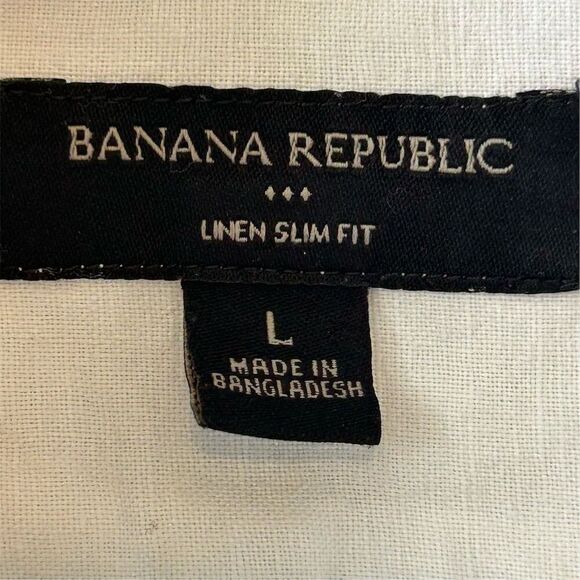 BANANA REPUBLIC
LINEN SLIM FIT
L
MADE IN
BANGLADESH